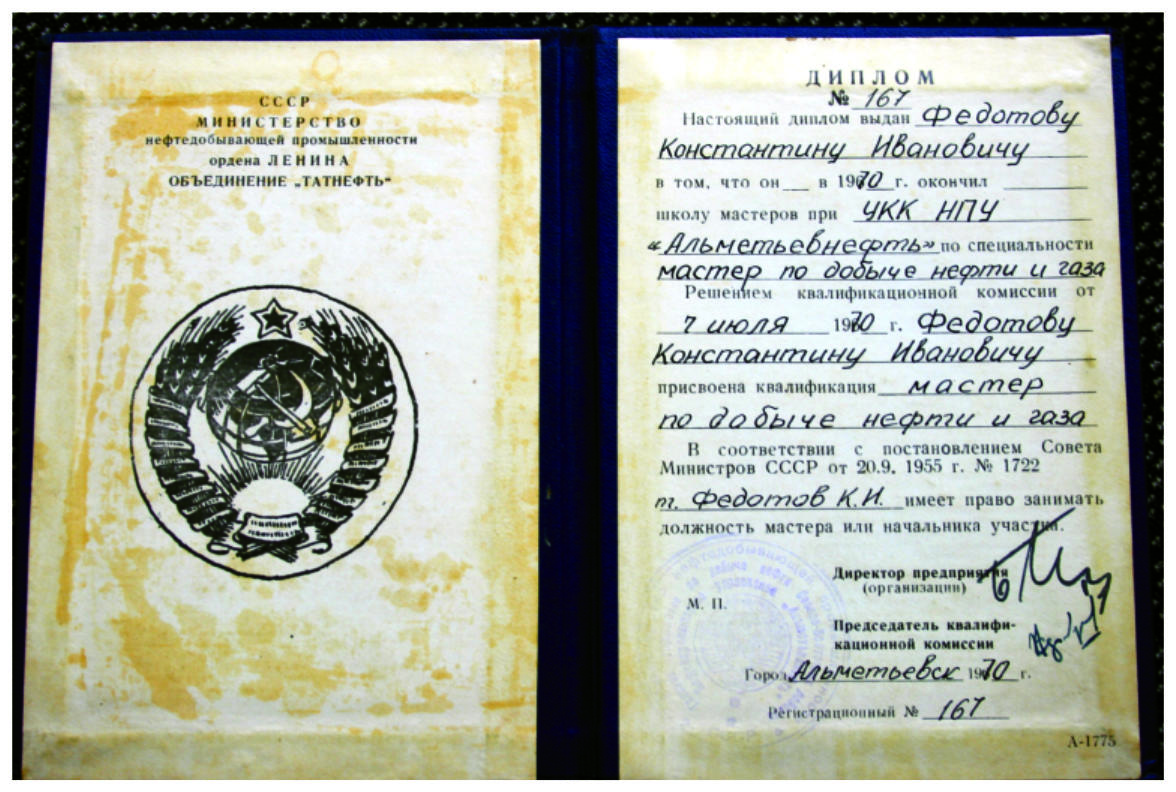 СССР
МИНИСТЕРСТВО
нефтедобывающей промышленности
ордена ЛЕНИНА
ОБЪЕДИНЕНИЕ „ТАТНЕФТЬ“
ДИПЛОМ
№ 167
Настоящий диплом выдан Федотову
Константину Ивановичу
в том, что он в 1970 г. окончил
школу мастеров при УКК НПУ
«Альметьевнефть» по специальности
мастер по добыче нефти и газа
Решением квалификационной комиссии от
7 июля 1970 г. Федотову
Константину Ивановичу
присвоена квалификация мастер
по добыче нефти и газа
В соответствии с постановлением Совета
Министров СССР от 20.9. 1955 г. № 1722
т. Федотов К.И. имеет право занимать
должность мастера или начальника участка.
Директор предприятия
(организации)
М. П.
Председатель квалифи-
кационной комиссии
Город Альметьевск 1970 г.
Регистрационный № 167
А-1775